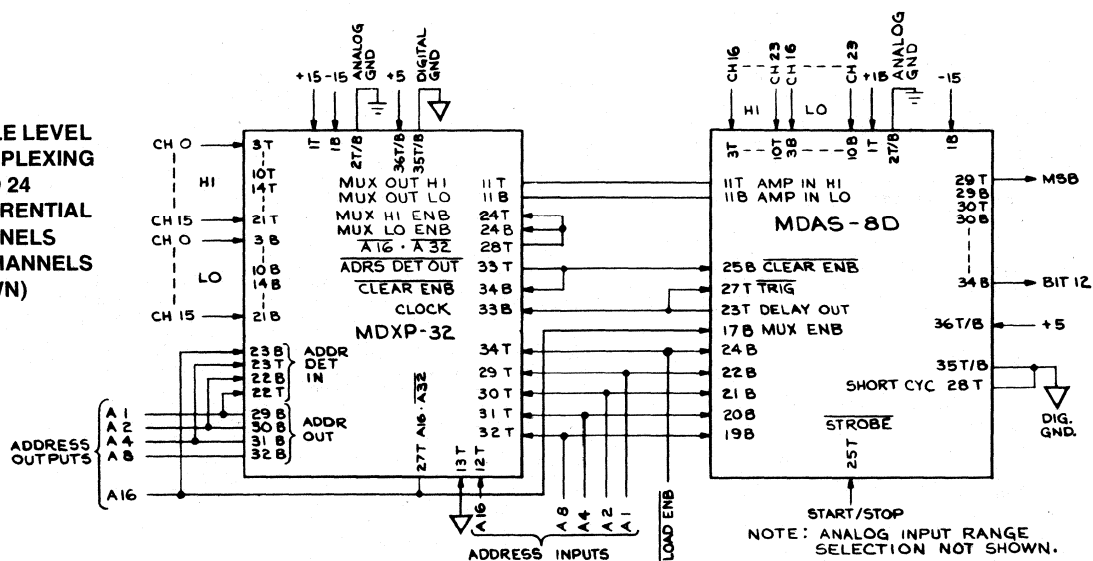 LE LEVEL
PLEXING
24
RENTIAL
NNELS
HANNELS
WN)
+15
-15
ANALOG GND
+5
DIGITAL GND
1T
1B
2T/B
36T/B
35T/B
CH 0
3T
HI
10T
14T
CH 15
21T
CH 0
3B
LO
10B
14B
CH 15
21B
MUX OUT HI 11T
MUX OUT LO 11B
MUX HI ENB 24T
MUX LO ENB 24B
A16 · A32 28T
ADRS DET OUT 33T
CLEAR ENB 34B
CLOCK 33B
MDXP-32
34T
29T
30T
31T
32T
23B
23T
22B
22T
ADDR DET IN
29B
30B
31B
32B
ADDR OUT
ADDRESS OUTPUTS
A1
A2
A4
A8
A16
27T A16 · A32
13T
12T
A16
A8
A4
A2
A1
ADDRESS INPUTS
LOAD ENB
CH 16
CH 23
CH 16
CH 23
HI
LO
+15
ANALOG GND
-15
3T
10T
3B
10B
1T
2T/B
1B
11T AMP IN HI
11B AMP IN LO
MDAS-8D
25B CLEAR ENB
27T TRIG
23T DELAY OUT
17B MUX ENB
24B
22B
21B
20B
19B
29T
MSB
29B
30T
30B
34B
BIT 12
36T/B
+5
35T/B
SHORT CYC 28T
DIG. GND.
STROBE
25T
START/STOP
NOTE: ANALOG INPUT RANGE
SELECTION NOT SHOWN.